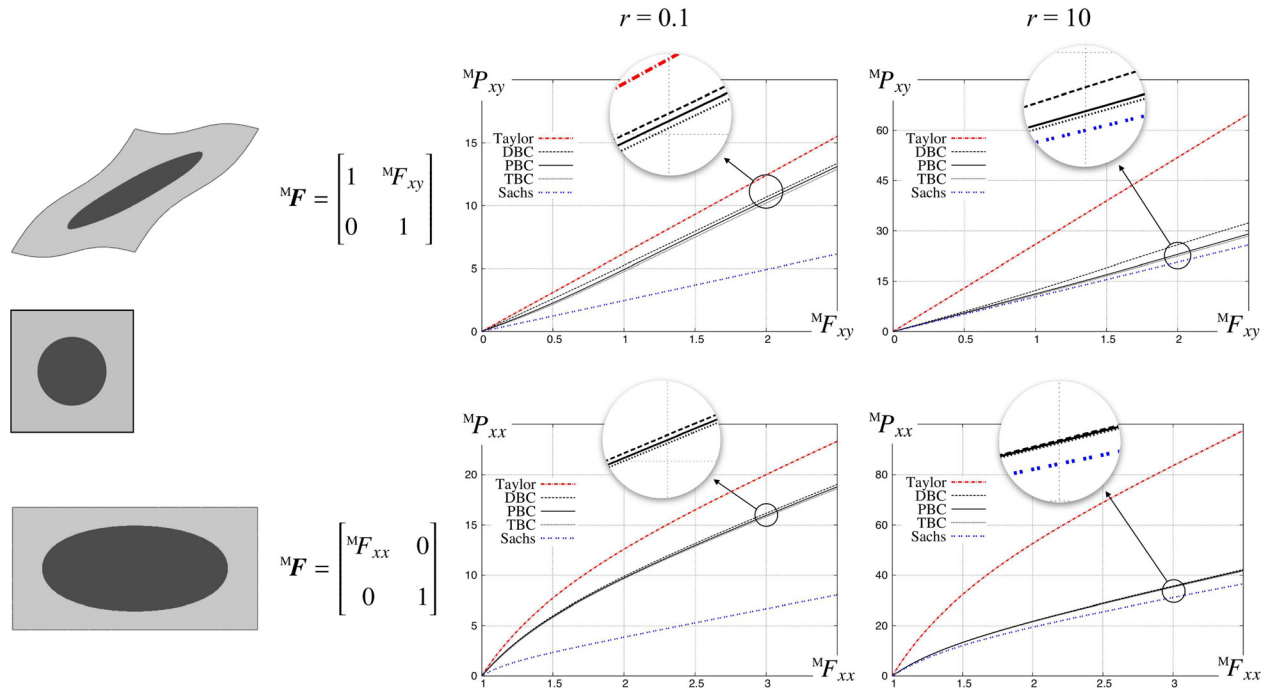 r = 0.1
r = 10
ᴹF = [1 ᴹFxy
0 1]
ᴹPxy
Taylor
DBC
PBC
TBC
Sachs
15
10
5
0
0 0.5 1 1.5 2
ᴹFxy
ᴹPxy
Taylor
DBC
PBC
TBC
Sachs
60
45
30
15
0
0 0.5 1 1.5 2
ᴹFxy
ᴹF = [ᴹFxx 0
0 1]
ᴹPxx
Taylor
DBC
PBC
TBC
Sachs
20
15
10
5
0
1 1.5 2 2.5 3
ᴹFxx
ᴹPxx
Taylor
DBC
PBC
TBC
Sachs
80
60
40
20
0
1 1.5 2 2.5 3
ᴹFxx